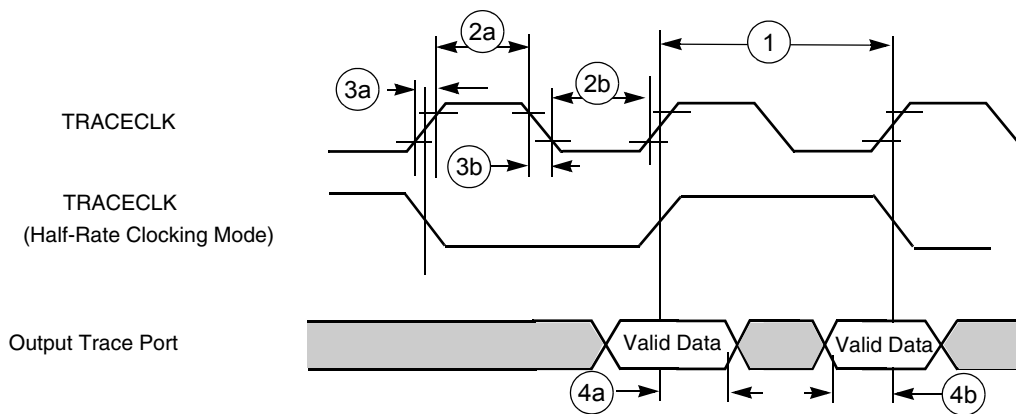 2a
1
3a
2b
TRACECLK
3b
TRACECLK
(Half-Rate Clocking Mode)
Output Trace Port
Valid Data
Valid Data
4a
4b